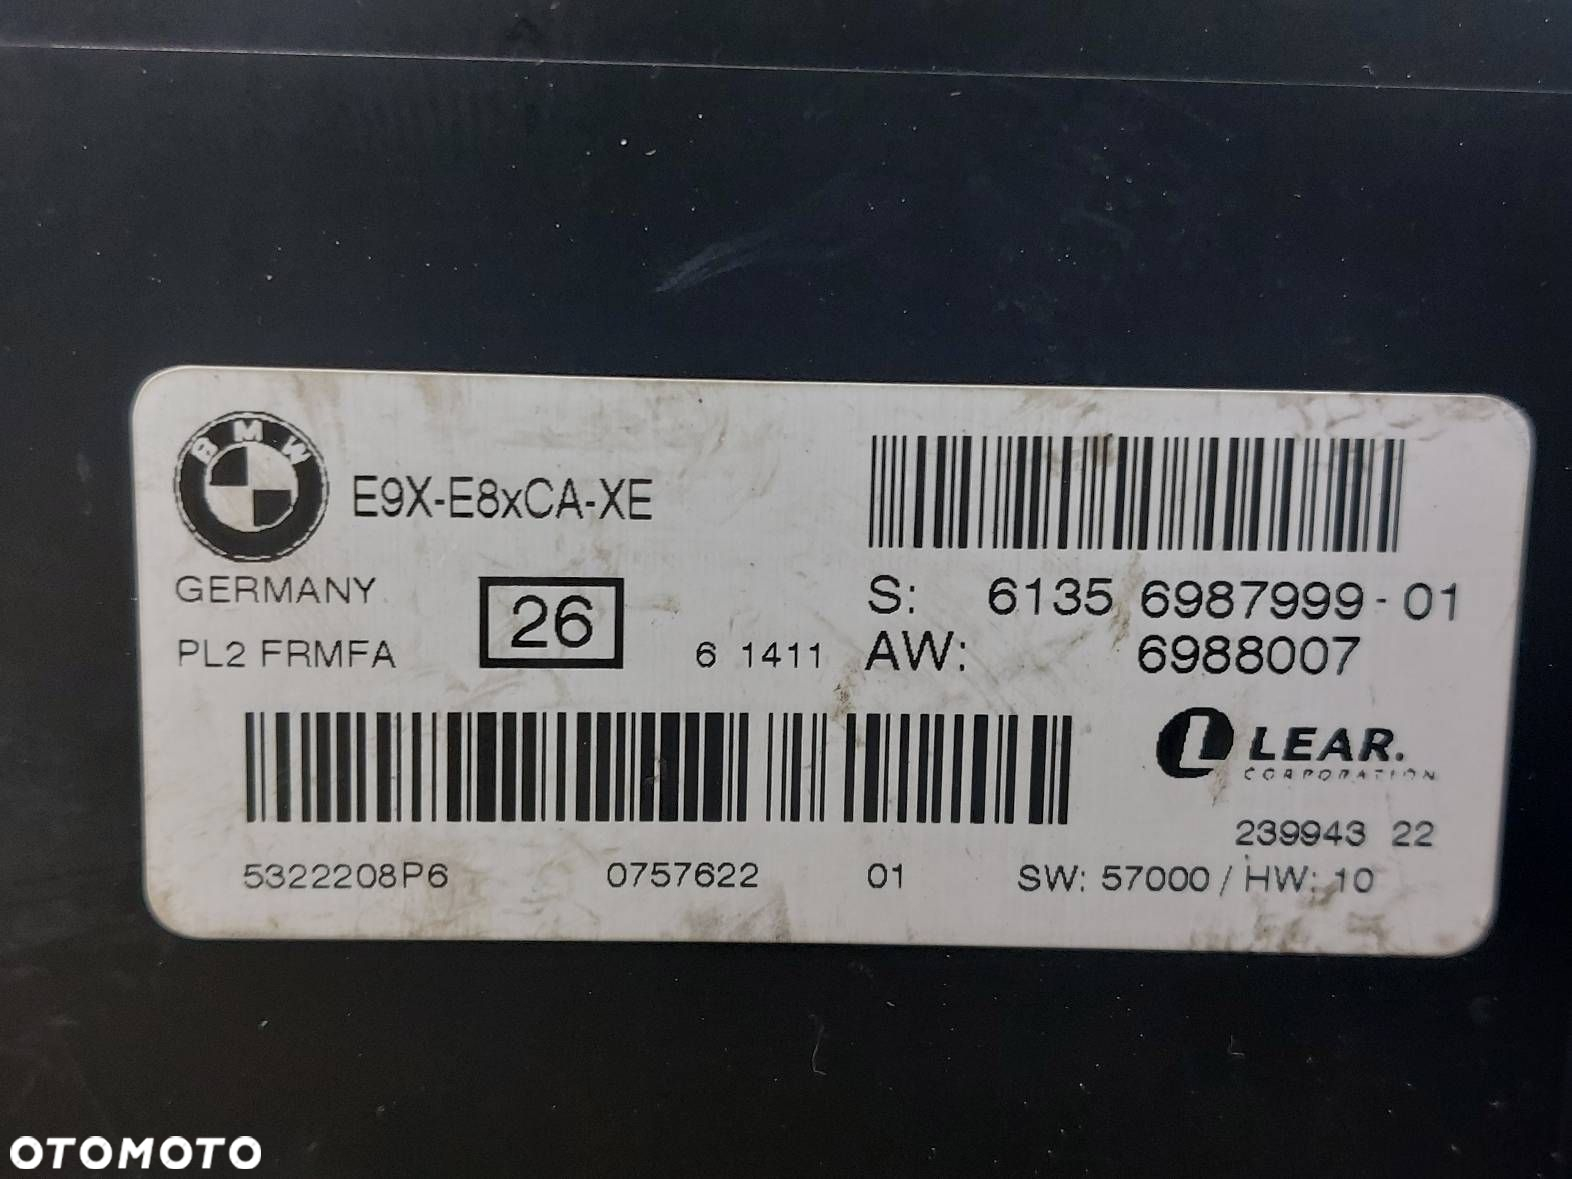 BMW
E9X-E8xCA-XE
GERMANY
PL2 FRMFA
26
6 1411
S: 6135 6987999-01
AW: 6988007
LEAR.
CORPORATION
239943 22
5322208P6 0757622 01 SW: 57000 / HW: 10
OTOMOTO